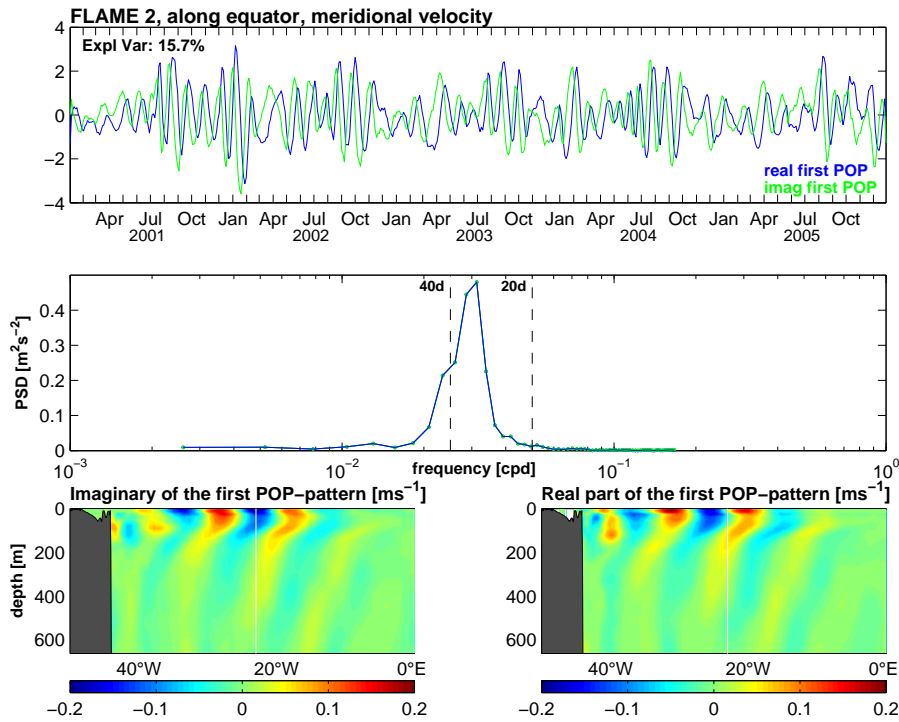 FLAME 2, along equator, meridional velocity
Expl Var: 15.7%
4
2
0
−2
−4
real first POP
imag first POP
Apr Jul Oct Jan Apr Jul Oct Jan Apr Jul Oct Jan Apr Jul Oct Jan Apr Jul Oct
2001 2002 2003 2004 2005
40d 20d
0.4
0.3
0.2
0.1
0
PSD [m²s⁻²]
10⁻³ 10⁻² 10⁻¹ 10⁰
frequency [cpd]
Imaginary of the first POP−pattern [ms⁻¹]
0
200
400
600
depth [m]
40°W 20°W 0°E
−0.2 −0.1 0 0.1 0.2
Real part of the first POP−pattern [ms⁻¹]
0
200
400
600
40°W 20°W 0°E
−0.2 −0.1 0 0.1 0.2